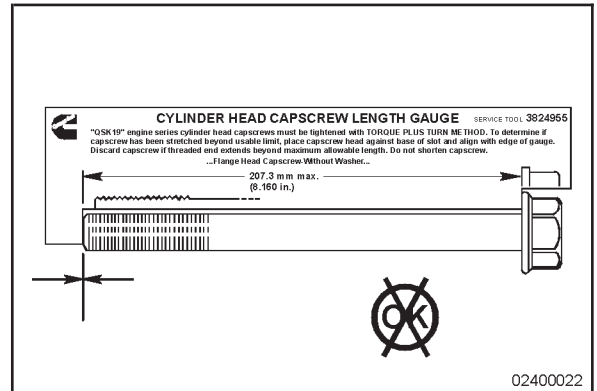 CYLINDER HEAD CAPSCREW LENGTH GAUGE SERVICE TOOL 3824955
"QSK19" engine series cylinder head capscrews must be tightened with TORQUE PLUS TURN METHOD. To determine if
capscrew has been stretched beyond usable limit, place capscrew head against base of slot and align with edge of gauge.
Discard capscrew if threaded end extends beyond maximum allowable length. Do not shorten capscrew.
...Flange Head Capscrew-Without Washer...
207.3 mm max.
(8.160 in.)
OK
02400022